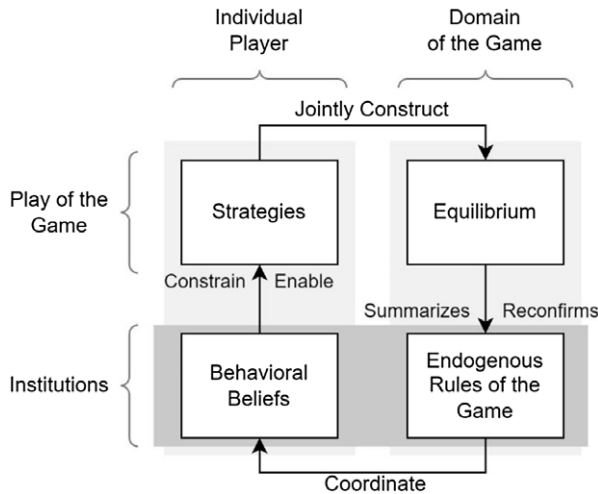 Individual
Player
Domain
of the Game
Jointly Construct
Play of the
Game
Strategies
Equilibrium
Constrain Enable
Summarizes Reconfirms
Institutions
Behavioral
Beliefs
Endogenous
Rules of the
Game
Coordinate